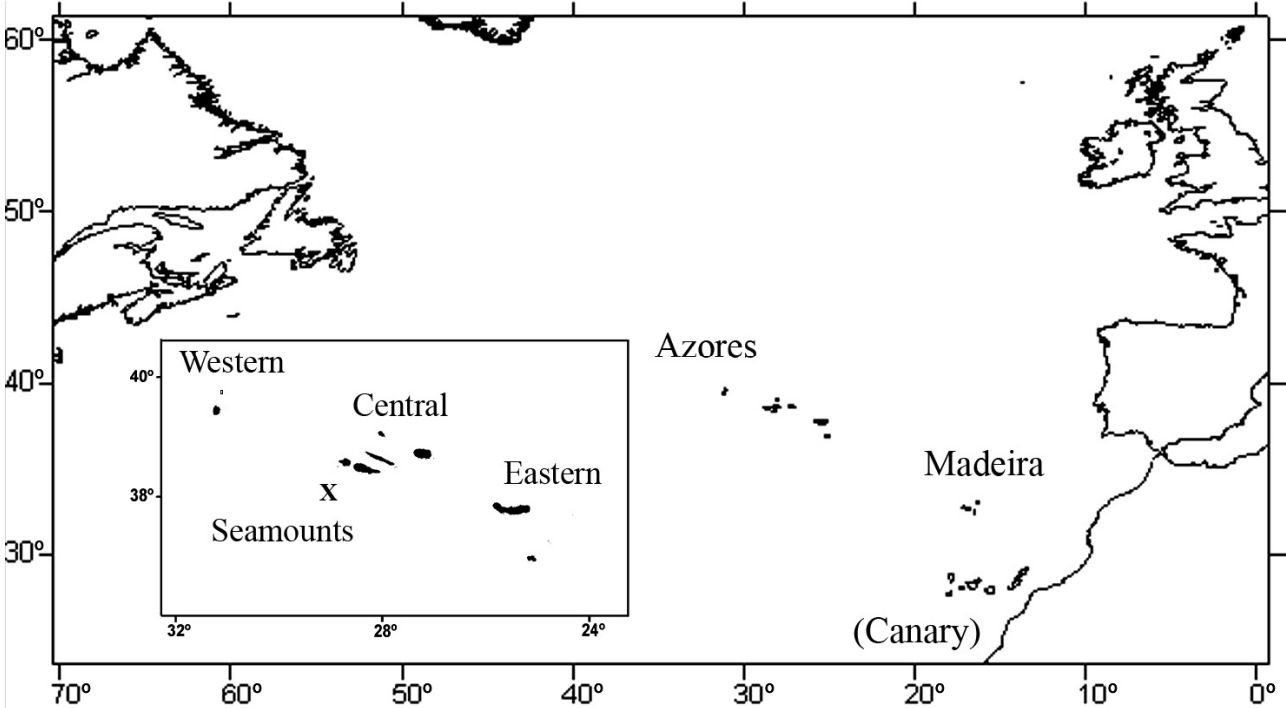 60º
50º
Azores
Western
40º
40º
Central
Madeira
Eastern
38º
X
Seamounts
30º
32º
28º
24º
(Canary)
70º
60º
50º
40º
30º
20º
10º
0º